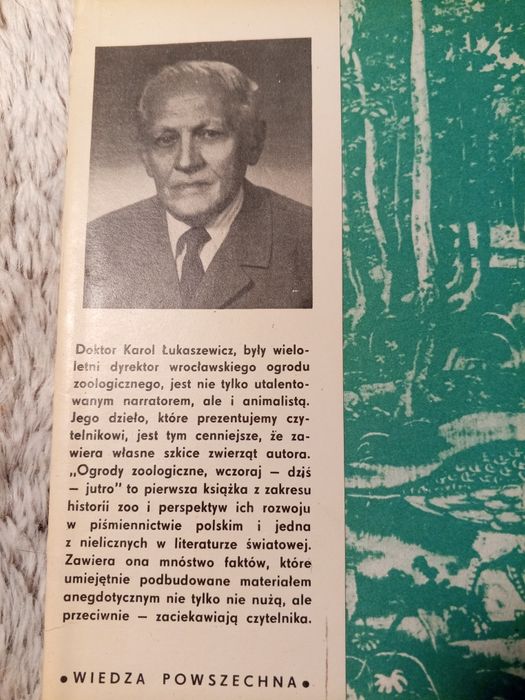 Doktor Karol Łukaszewicz, były wielo-
letni dyrektor wrocławskiego ogrodu
zoologicznego, jest nie tylko utalento-
wanym narratorem, ale i animalistą.
Jego dzieło, które prezentujemy czy-
telnikowi, jest tym cenniejsze, że za-
wiera własne szkice zwierząt autora.
„Ogrody zoologiczne, wczoraj — dziś
— jutro” to pierwsza książka z zakresu
historii zoo i perspektyw ich rozwoju
w piśmiennictwie polskim i jedna
z nielicznych w literaturze światowej.
Zawiera ona mnóstwo faktów, które
umiejętnie podbudowane materiałem
anegdotycznym nie tylko nie nużą, ale
przeciwnie — zaciekawiają czytelnika.
• WIEDZA POWSZECHNA •